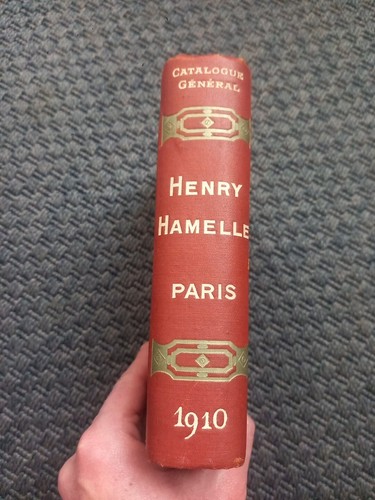 CATALOGUE
GÉNÉRAL
HENRY
HAMELLE
PARIS
1910